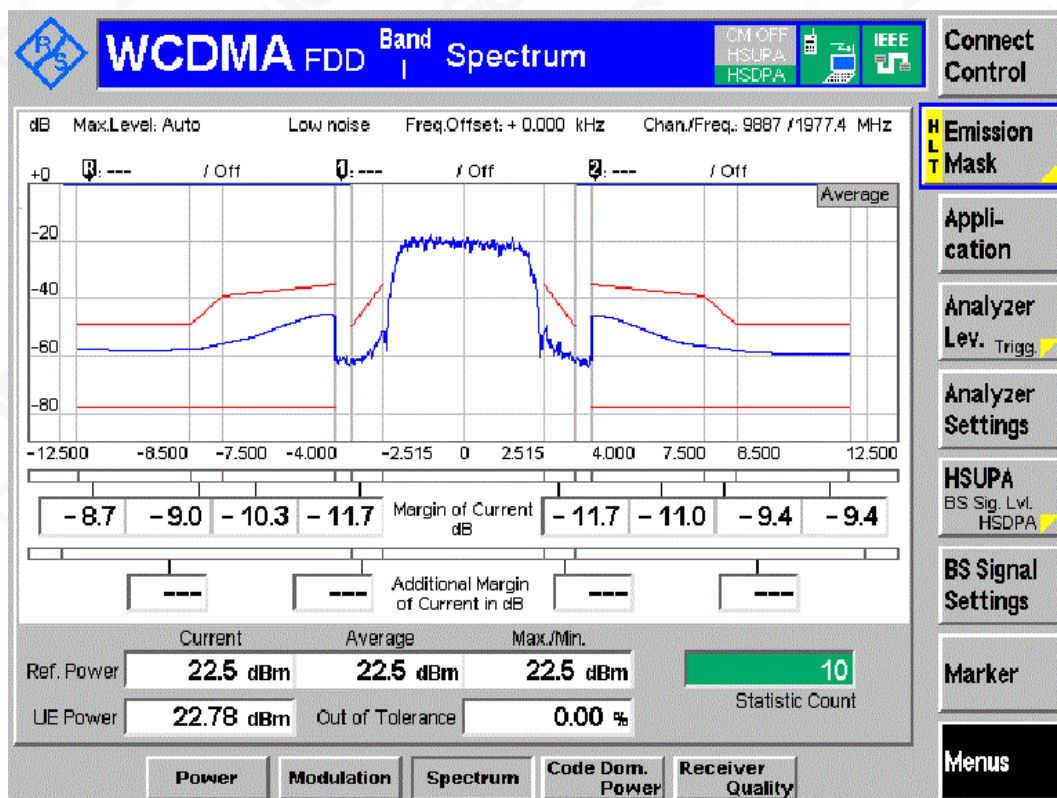 R&S
WCDMA FDD Band I Spectrum
CM OFF
HSUPA
HSDPA
IEEE
Connect Control
dB Max.Level: Auto Low noise Freq.Offset: + 0.000 kHz Chan./Freq.: 9887 /1977.4 MHz
HLT Emission Mask
R: --- / Off 1: --- / Off 2: --- / Off
+0
Average
-20
-40
-60
-80
Appli-
cation
Analyzer
Lev. Trigg.
Analyzer
Settings
-12.500 -8.500 -7.500 -4.000 -2.515 0 2.515 4.000 7.500 8.500 12.500
HSUPA
BS Sig. Lvl.
HSDPA
- 8.7 - 9.0 - 10.3 - 11.7 Margin of Current dB - 11.7 - 11.0 - 9.4 - 9.4
--- --- Additional Margin of Current in dB --- ---
BS Signal
Settings
Current Average Max./Min.
Ref. Power 22.5 dBm 22.5 dBm 22.5 dBm 10
Statistic Count
UE Power 22.78 dBm Out of Tolerance 0.00 %
Marker
Menus
Power Modulation Spectrum Code Dom. Power Receiver Quality